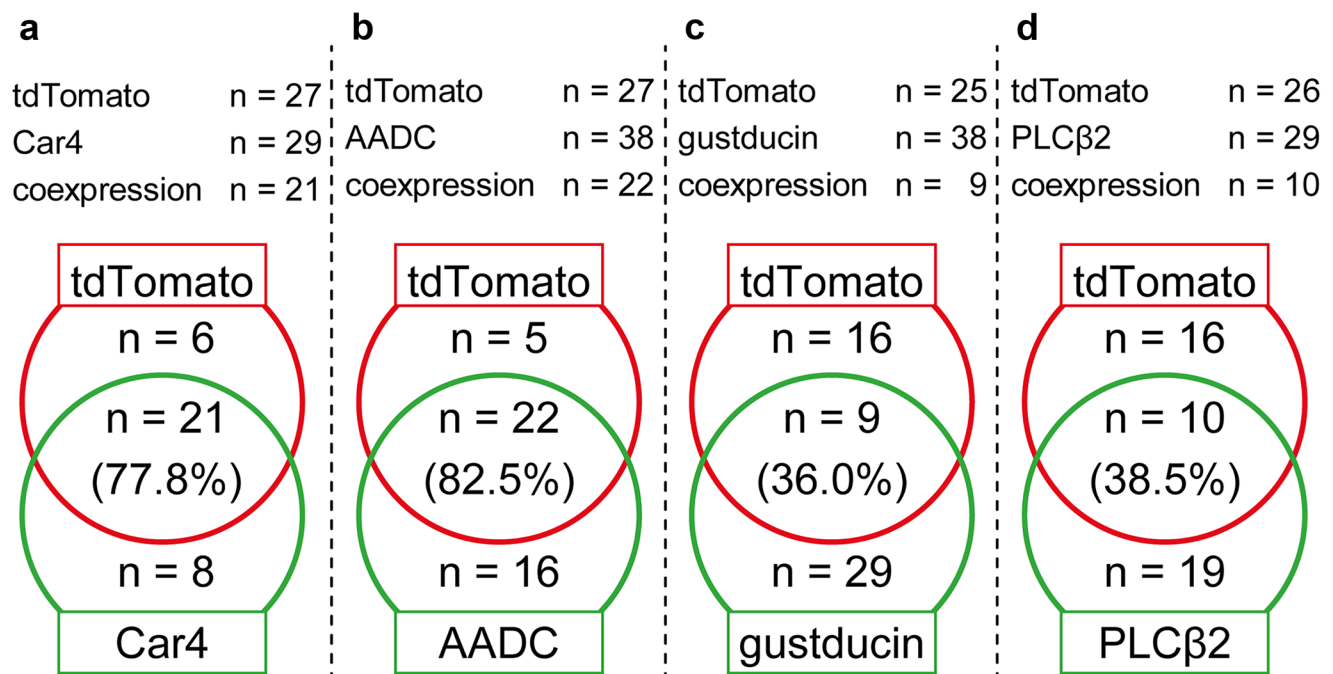 a
tdTomato n = 27
Car4 n = 29
coexpression n = 21
tdTomato
n = 6
n = 21
(77.8%)
n = 8
Car4
b
tdTomato n = 27
AADC n = 38
coexpression n = 22
tdTomato
n = 5
n = 22
(82.5%)
n = 16
AADC
c
tdTomato n = 25
gustducin n = 38
coexpression n = 9
tdTomato
n = 16
n = 9
(36.0%)
n = 29
gustducin
d
tdTomato n = 26
PLCβ2 n = 29
coexpression n = 10
tdTomato
n = 16
n = 10
(38.5%)
n = 19
PLCβ2